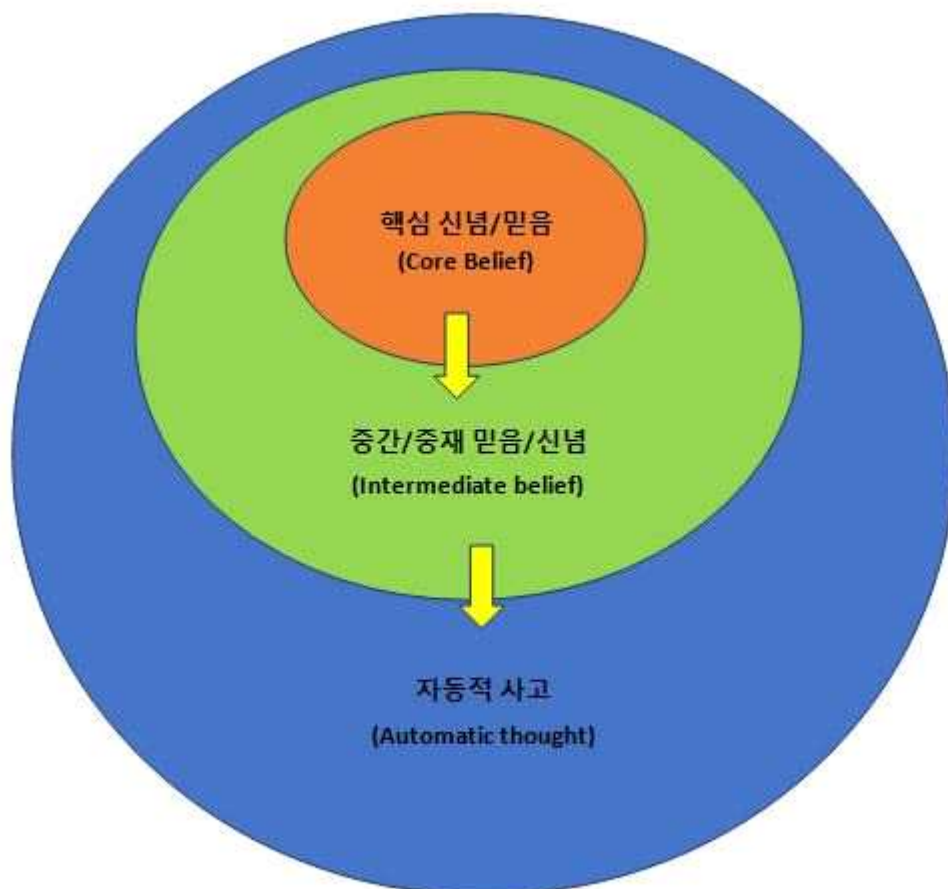 핵심 신념/믿음
(Core Belief)
중간/중재 믿음/신념
(Intermediate belief)
자동적 사고
(Automatic thought)